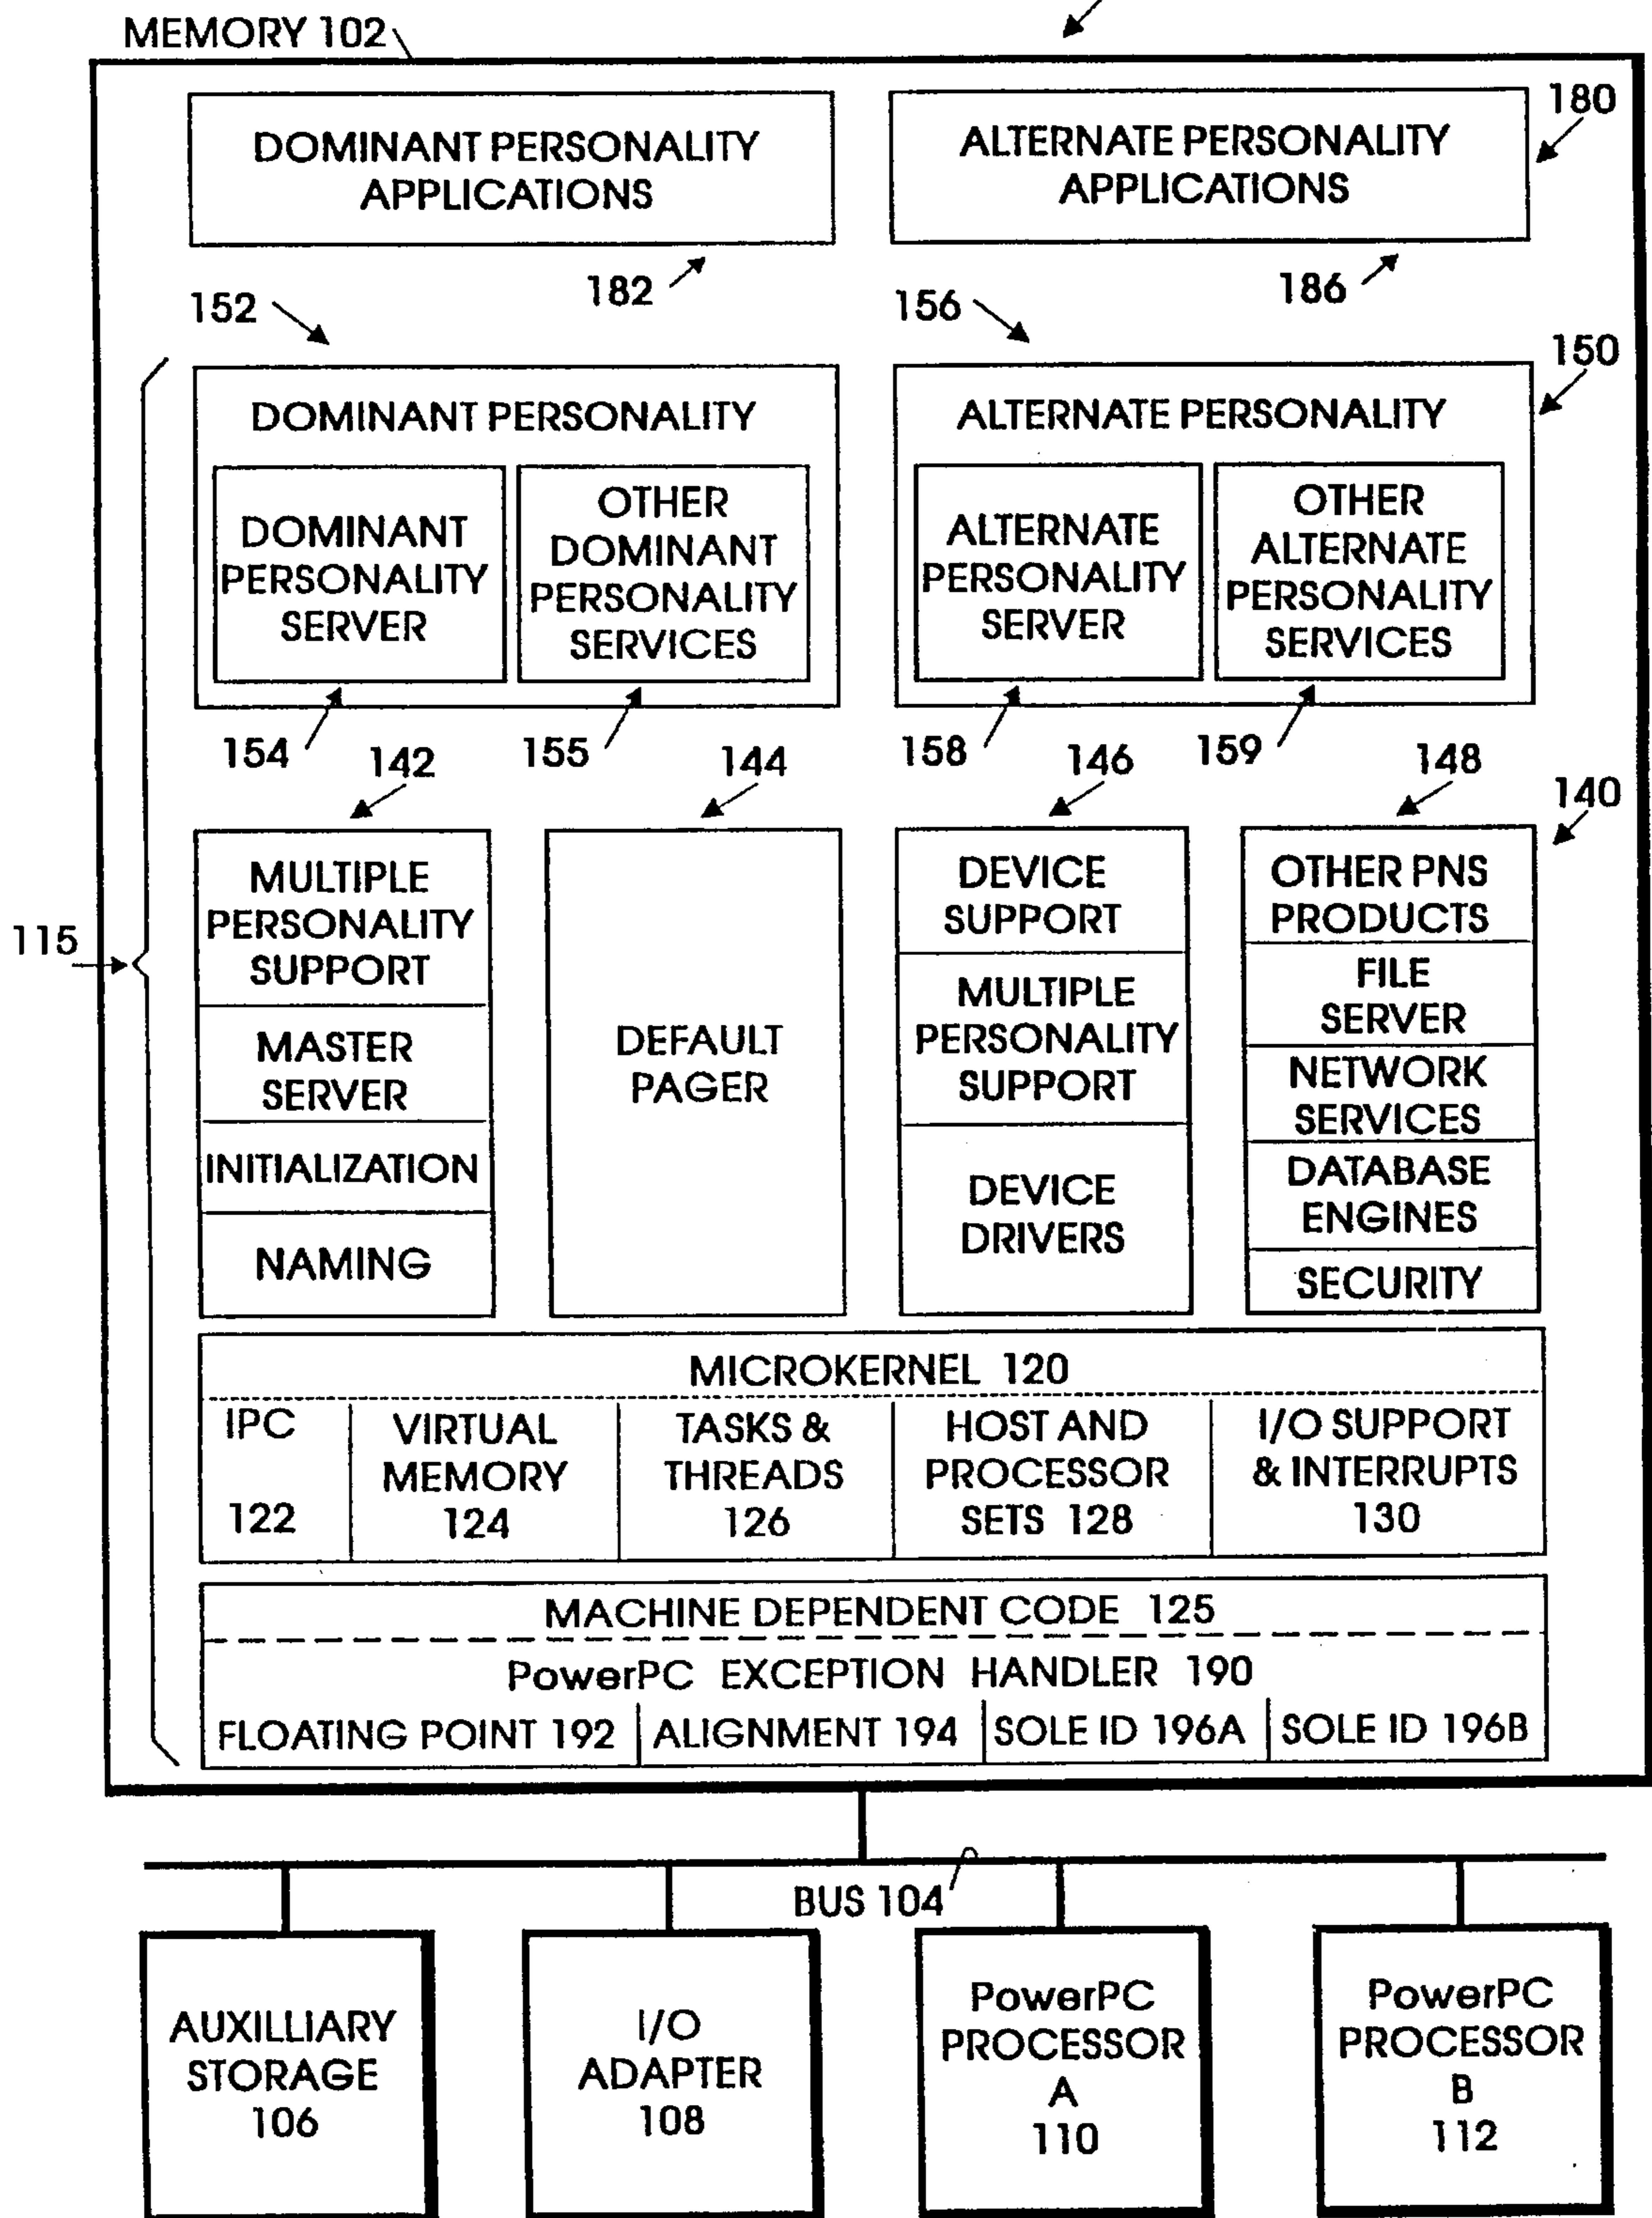 MEMORY 102
DOMINANT PERSONALITY
APPLICATIONS
ALTERNATE PERSONALITY
APPLICATIONS
180
182
186
152
156
150
DOMINANT PERSONALITY
DOMINANT
PERSONALITY
SERVER
OTHER
DOMINANT
PERSONALITY
SERVICES
ALTERNATE PERSONALITY
ALTERNATE
PERSONALITY
SERVER
OTHER
ALTERNATE
PERSONALITY
SERVICES
154
155
158
159
142
144
146
148
140
115
MULTIPLE
PERSONALITY
SUPPORT
MASTER
SERVER
INITIALIZATION
NAMING
DEFAULT
PAGER
DEVICE
SUPPORT
MULTIPLE
PERSONALITY
SUPPORT
DEVICE
DRIVERS
OTHER PNS
PRODUCTS
FILE
SERVER
NETWORK
SERVICES
DATABASE
ENGINES
SECURITY
MICROKERNEL 120
IPC
122
VIRTUAL
MEMORY
124
TASKS &
THREADS
126
HOST AND
PROCESSOR
SETS 128
I/O SUPPORT
& INTERRUPTS
130
MACHINE DEPENDENT CODE 125
PowerPC EXCEPTION HANDLER 190
FLOATING POINT 192
ALIGNMENT 194
SOLE ID 196A
SOLE ID 196B
BUS 104
AUXILLIARY
STORAGE
106
I/O
ADAPTER
108
PowerPC
PROCESSOR
A
110
PowerPC
PROCESSOR
B
112